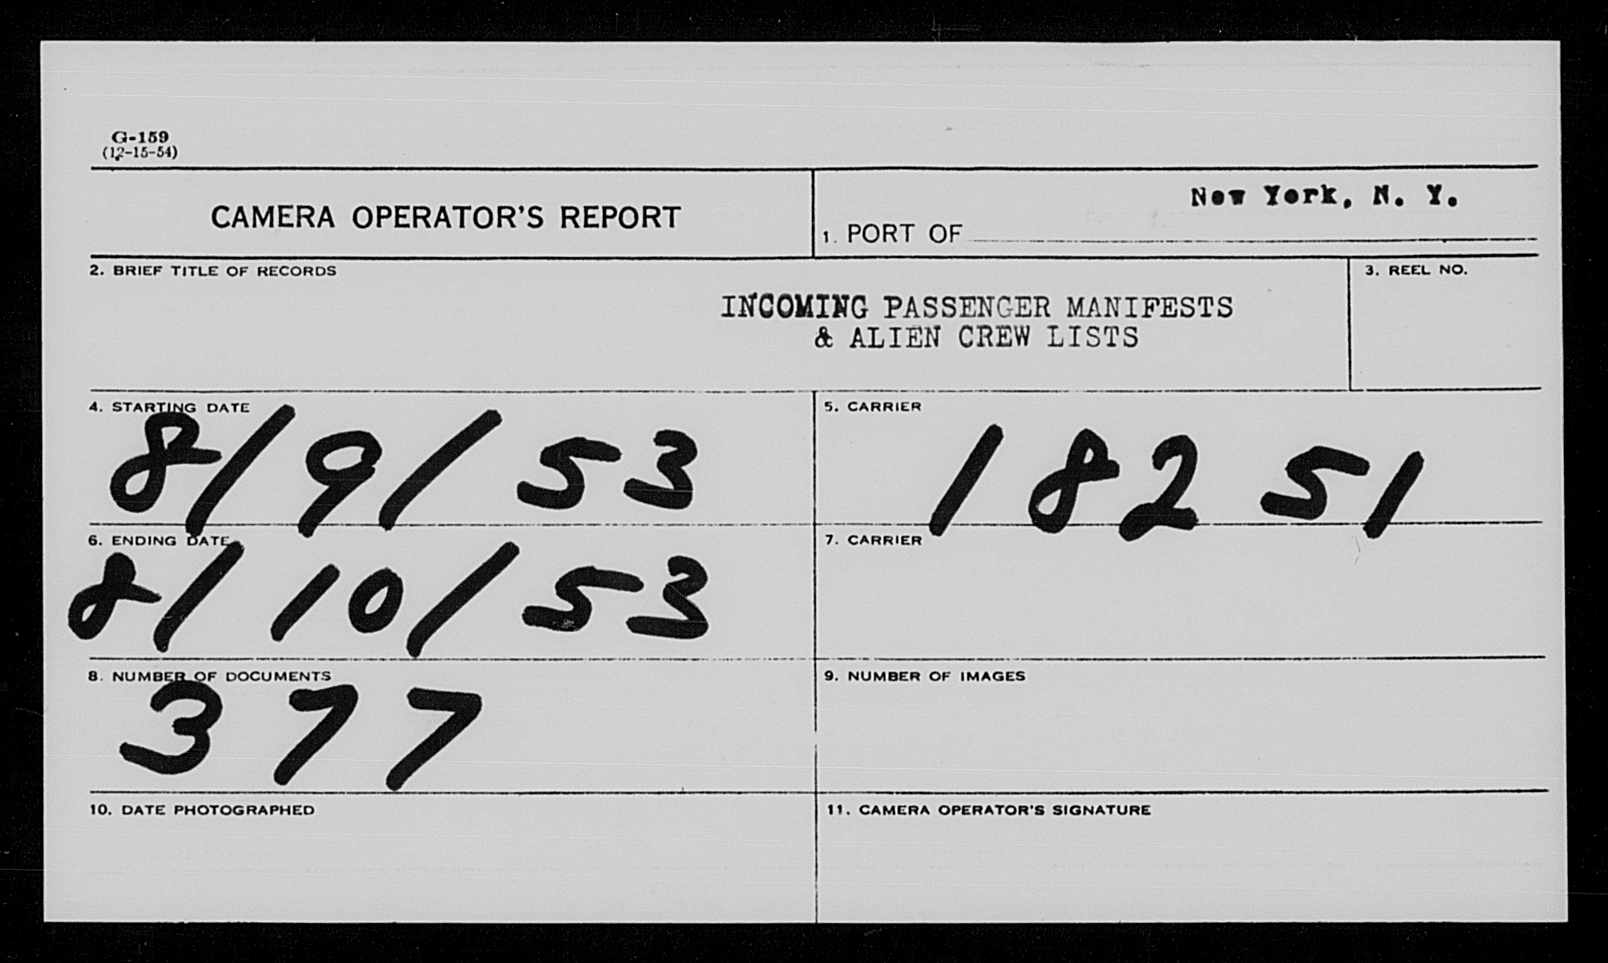 G-159
(12-15-54)
CAMERA OPERATOR'S REPORT
New York, N. Y.
1. PORT OF
2. BRIEF TITLE OF RECORDS
3. REEL NO.
INCOMING PASSENGER MANIFESTS
& ALIEN CREW LISTS
4. STARTING DATE
8/9/53
5. CARRIER
18251
6. ENDING DATE
8/10/53
7. CARRIER
8. NUMBER OF DOCUMENTS
377
9. NUMBER OF IMAGES
10. DATE PHOTOGRAPHED
11. CAMERA OPERATOR'S SIGNATURE